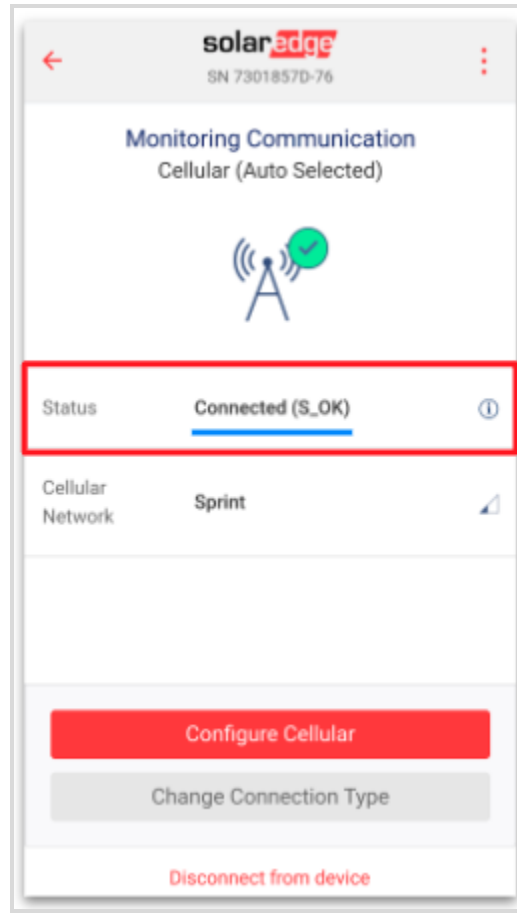 solaredge
SN 7301857D-76
Monitoring Communication
Cellular (Auto Selected)
Status Connected (S_OK)
Cellular
Network Sprint
Configure Cellular
Change Connection Type
Disconnect from device